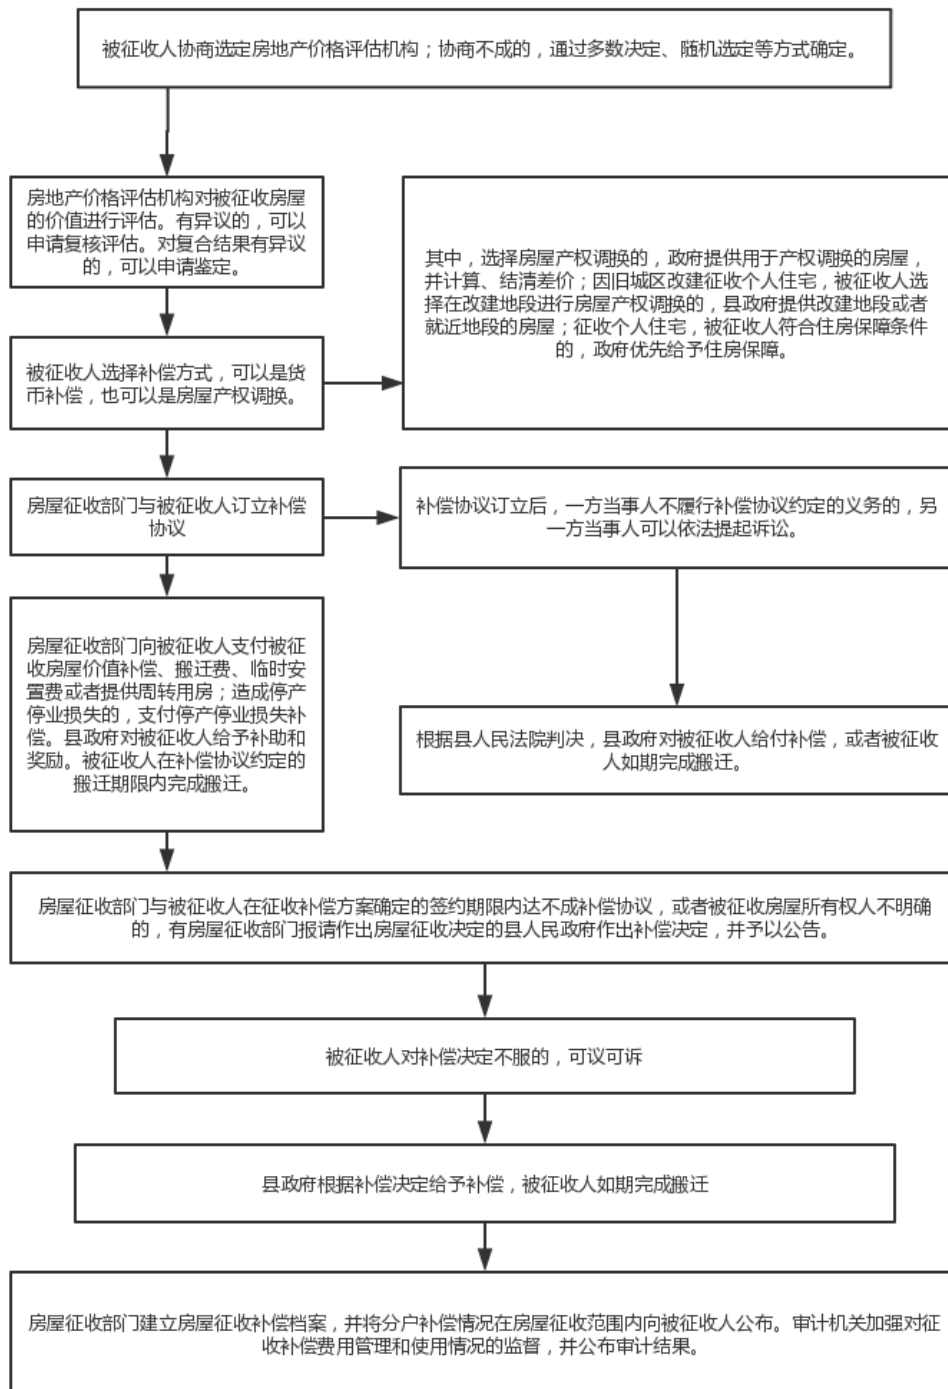 被征收人协商选定房地产价格评估机构；协商不成的，通过多数决定、随机选定等方式确定。
房地产价格评估机构对被征收房屋
的价值进行评估。有异议的，可以
申请复核评估。对复合结果有异议
的，可以申请鉴定。
其中，选择房屋产权调换的，政府提供用于产权调换的房屋，
并计算、结清差价；因旧城区改建征收个人住宅，被征收人选
择在改建地段进行房屋产权调换的，县政府提供改建地段或者
就近地段的房屋；征收个人住宅，被征收人符合住房保障条件
的，政府优先给予住房保障。
被征收人选择补偿方式，可以是货
币补偿，也可以是房屋产权调换。
房屋征收部门与被征收人订立补偿
协议
补偿协议订立后，一方当事人不履行补偿协议约定的义务的，另
一方当事人可以依法提起诉讼。
房屋征收部门向被征收人支付被征
收房屋价值补偿、搬迁费、临时安
置费或者提供周转用房；造成停产
停业损失的，支付停产停业损失补
偿。县政府对被征收人给予补助和
奖励。被征收人在补偿协议约定的
搬迁期限内完成搬迁。
根据县人民法院判决，县政府对被征收人给付补偿，或者被征收
人如期完成搬迁。
房屋征收部门与被征收人在征收补偿方案确定的签约期限内达不成补偿协议，或者被征收房屋所有权人不明确
的，有房屋征收部门报请作出房屋征收决定的县人民政府作出补偿决定，并予以公告。
被征收人对补偿决定不服的，可议可诉
县政府根据补偿决定给予补偿，被征收人如期完成搬迁
房屋征收部门建立房屋征收补偿档案，并将分户补偿情况在房屋征收范围内向被征收人公布。审计机关加强对征
收补偿费用管理和使用情况的监督，并公布审计结果。